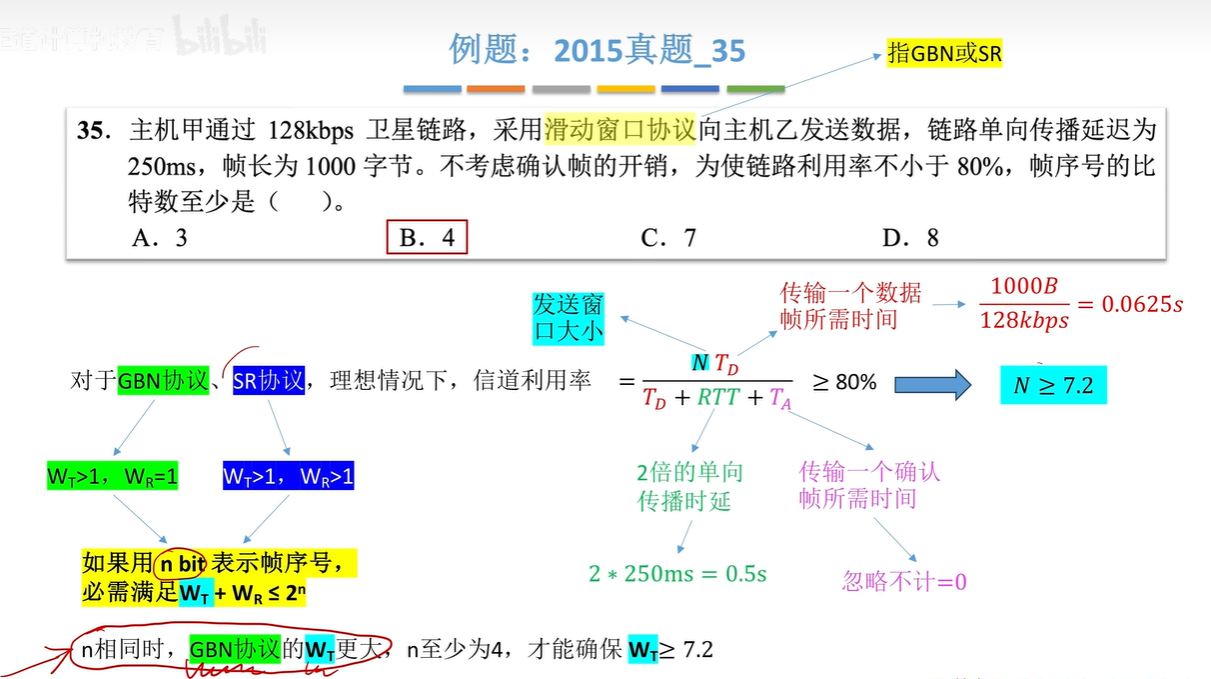 bilibili
例题：2015真题_35
指GBN或SR
35. 主机甲通过 128kbps 卫星链路，采用滑动窗口协议向主机乙发送数据，链路单向传播延迟为
250ms，帧长为 1000 字节。不考虑确认帧的开销，为使链路利用率不小于 80%，帧序号的比
特数至少是（ ）。
A. 3 B. 4 C. 7 D. 8
发送窗
口大小
传输一个数据
帧所需时间
1000B
128kbps
= 0.0625s
对于GBN协议、SR协议，理想情况下，信道利用率 =
N T_D
T_D + RTT + T_A
≥ 80%
N ≥ 7.2
W_T>1，W_R=1
W_T>1，W_R>1
2倍的单向
传播时延
传输一个确认
帧所需时间
如果用 n bit 表示帧序号，
必需满足W_T + W_R ≤ 2ⁿ
2 ∗ 250ms = 0.5s
忽略不计=0
n相同时，GBN协议的W_T更大，n至少为4，才能确保 W_T≥ 7.2